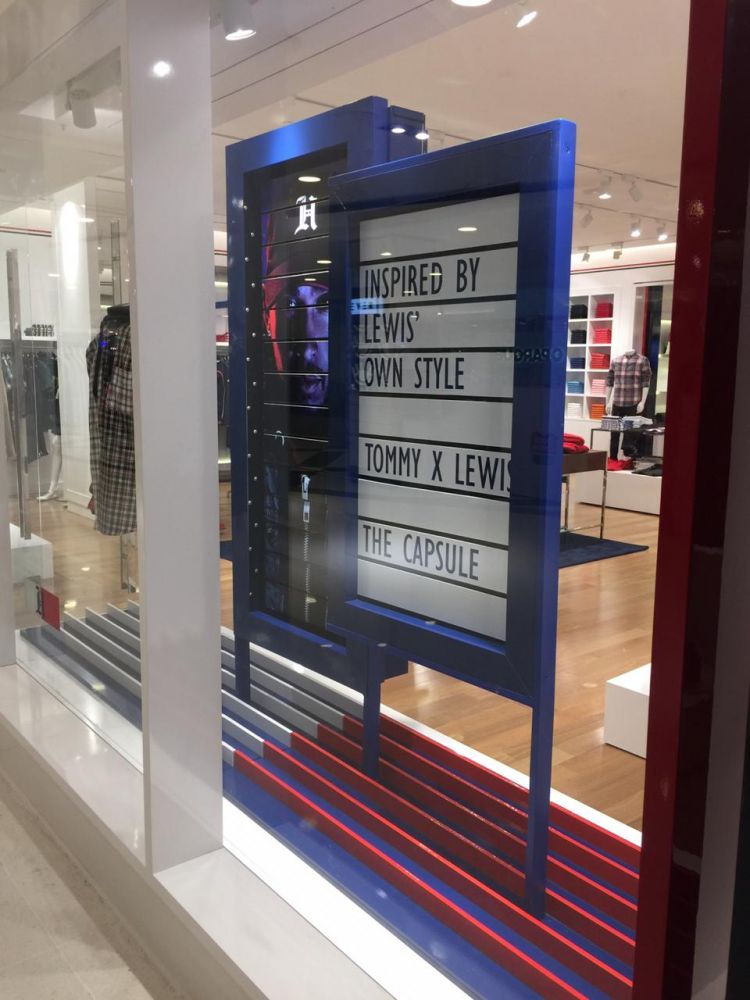 H
INSPIRED BY
LEWIS'
OWN STYLE
TOMMY X LEWIS
THE CAPSULE